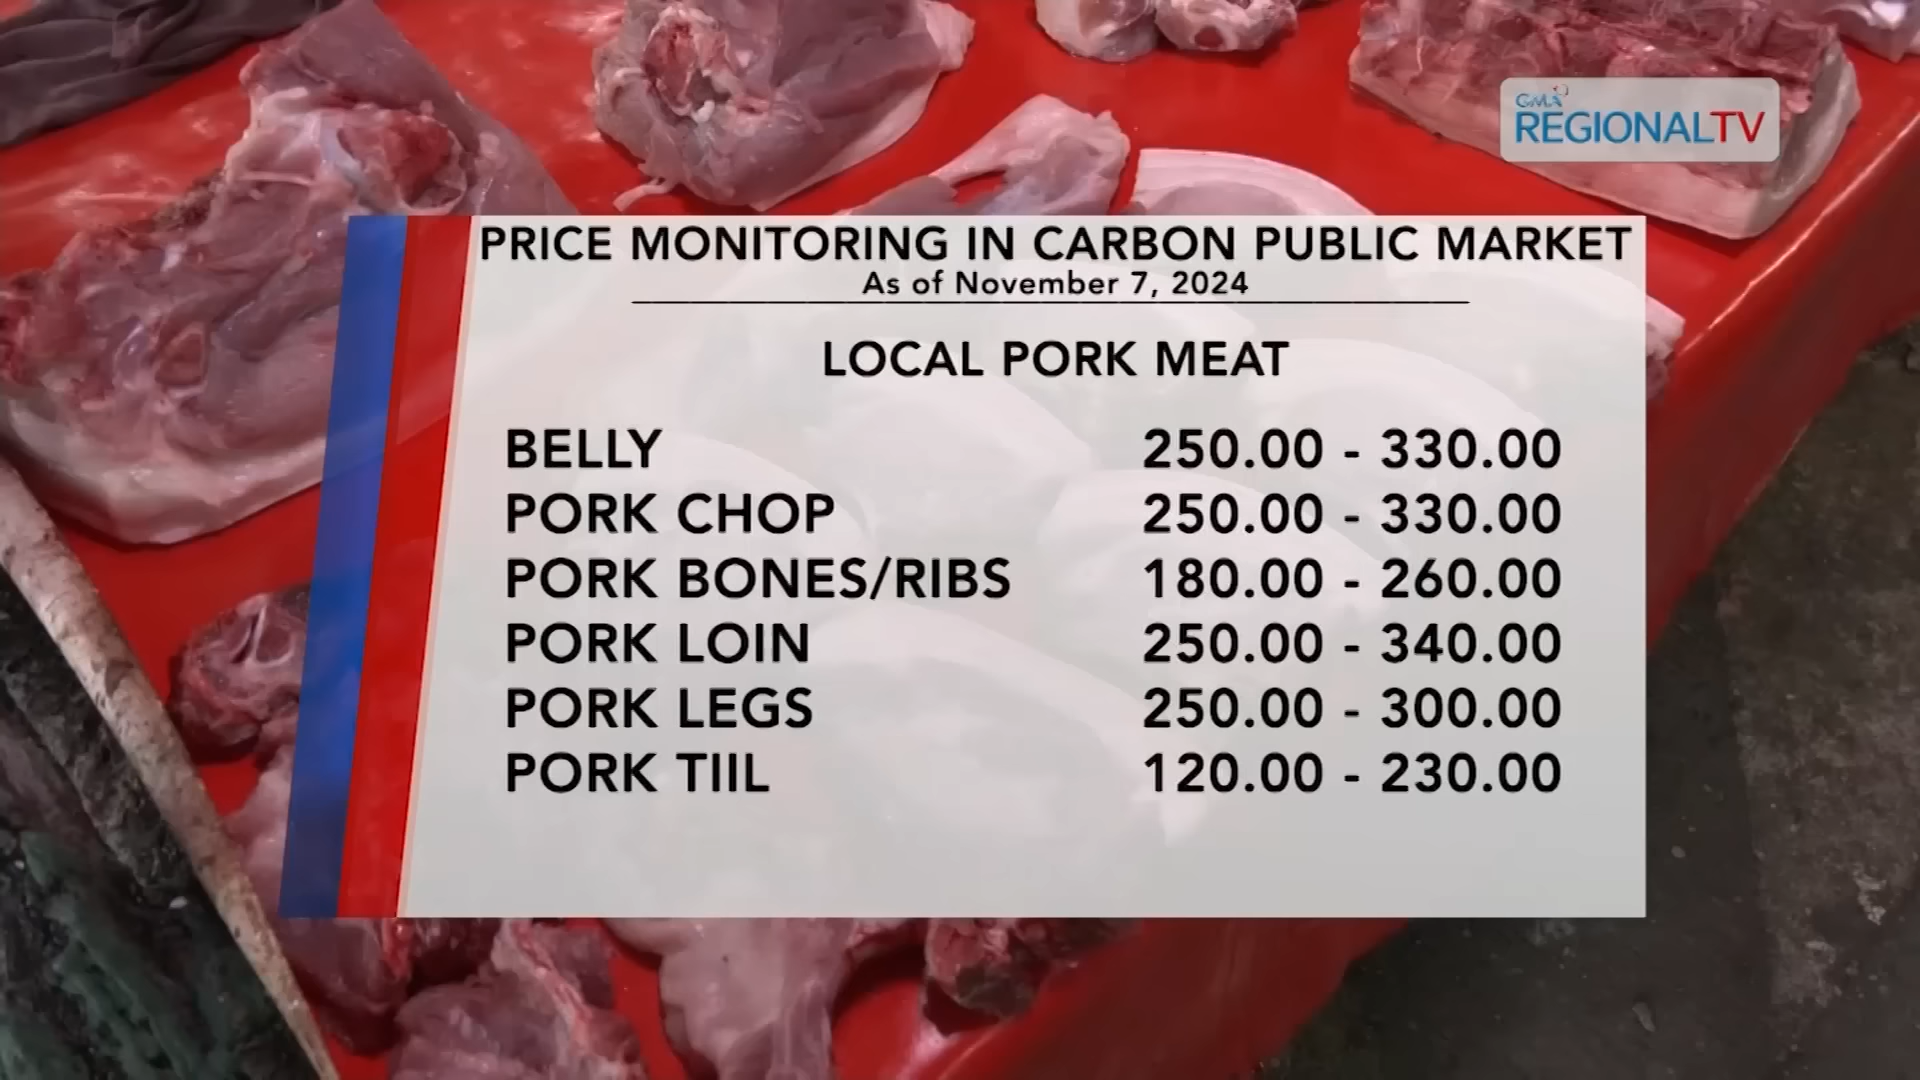 GMA
REGIONALTV
PRICE MONITORING IN CARBON PUBLIC MARKET
As of November 7, 2024
LOCAL PORK MEAT
BELLY 250.00 - 330.00
PORK CHOP 250.00 - 330.00
PORK BONES/RIBS 180.00 - 260.00
PORK LOIN 250.00 - 340.00
PORK LEGS 250.00 - 300.00
PORK TIIL 120.00 - 230.00